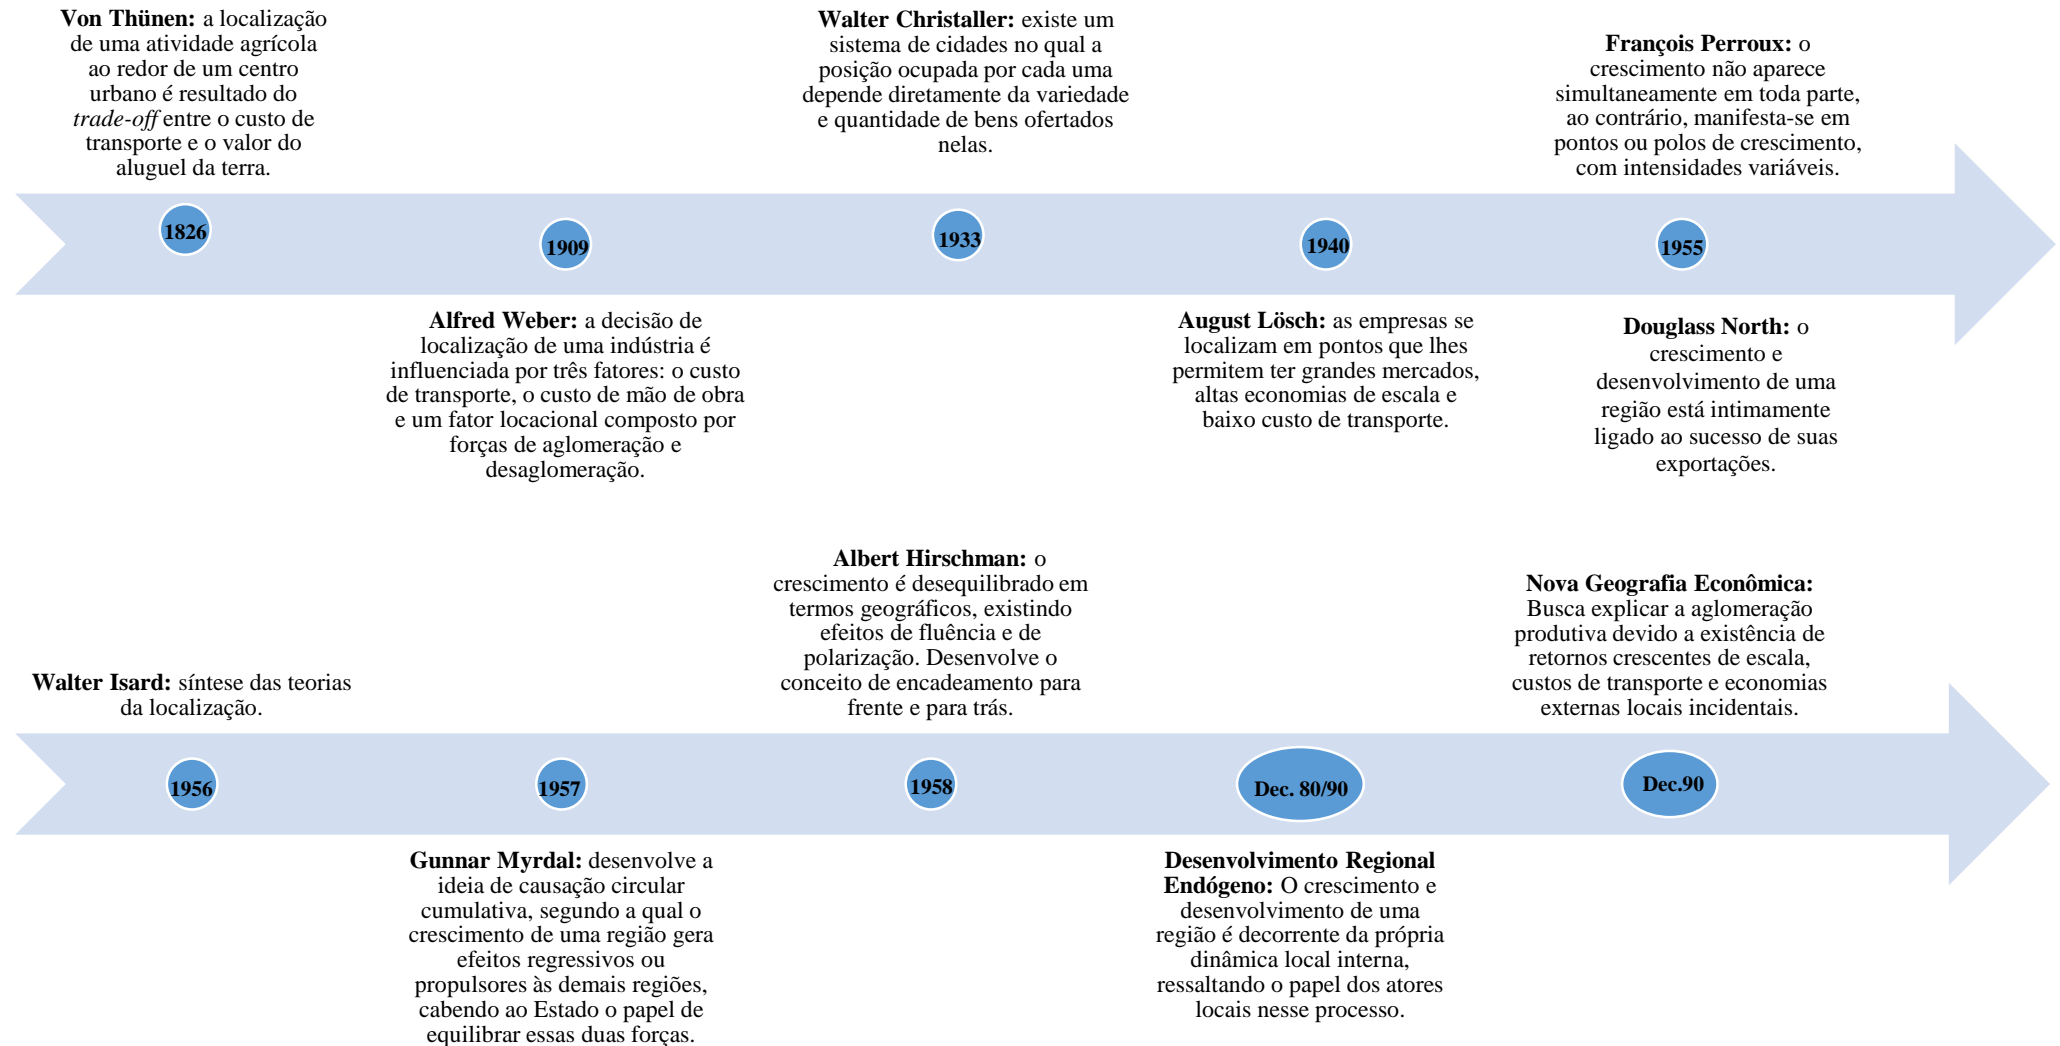 Von Thünen: a localização
de uma atividade agrícola
ao redor de um centro
urbano é resultado do
trade-off entre o custo de
transporte e o valor do
aluguel da terra.
Walter Christaller: existe um
sistema de cidades no qual a
posição ocupada por cada uma
depende diretamente da variedade
e quantidade de bens ofertados
nelas.
François Perroux: o
crescimento não aparece
simultaneamente em toda parte,
ao contrário, manifesta-se em
pontos ou polos de crescimento,
com intensidades variáveis.
1826
1909
1933
1940
1955
Alfred Weber: a decisão de
localização de uma indústria é
influenciada por três fatores: o custo
de transporte, o custo de mão de obra
e um fator locacional composto por
forças de aglomeração e
desaglomeração.
August Lösch: as empresas se
localizam em pontos que lhes
permitem ter grandes mercados,
altas economias de escala e
baixo custo de transporte.
Douglass North: o
crescimento e
desenvolvimento de uma
região está intimamente
ligado ao sucesso de suas
exportações.
Walter Isard: síntese das teorias
da localização.
Albert Hirschman: o
crescimento é desequilibrado em
termos geográficos, existindo
efeitos de fluência e de
polarização. Desenvolve o
conceito de encadeamento para
frente e para trás.
Nova Geografia Econômica:
Busca explicar a aglomeração
produtiva devido a existência de
retornos crescentes de escala,
custos de transporte e economias
externas locais incidentais.
1956
1957
1958
Dec. 80/90
Dec.90
Gunnar Myrdal: desenvolve a
ideia de causação circular
cumulativa, segundo a qual o
crescimento de uma região gera
efeitos regressivos ou
propulsores às demais regiões,
cabendo ao Estado o papel de
equilibrar essas duas forças.
Desenvolvimento Regional
Endógeno: O crescimento e
desenvolvimento de uma
região é decorrente da própria
dinâmica local interna,
ressaltando o papel dos atores
locais nesse processo.